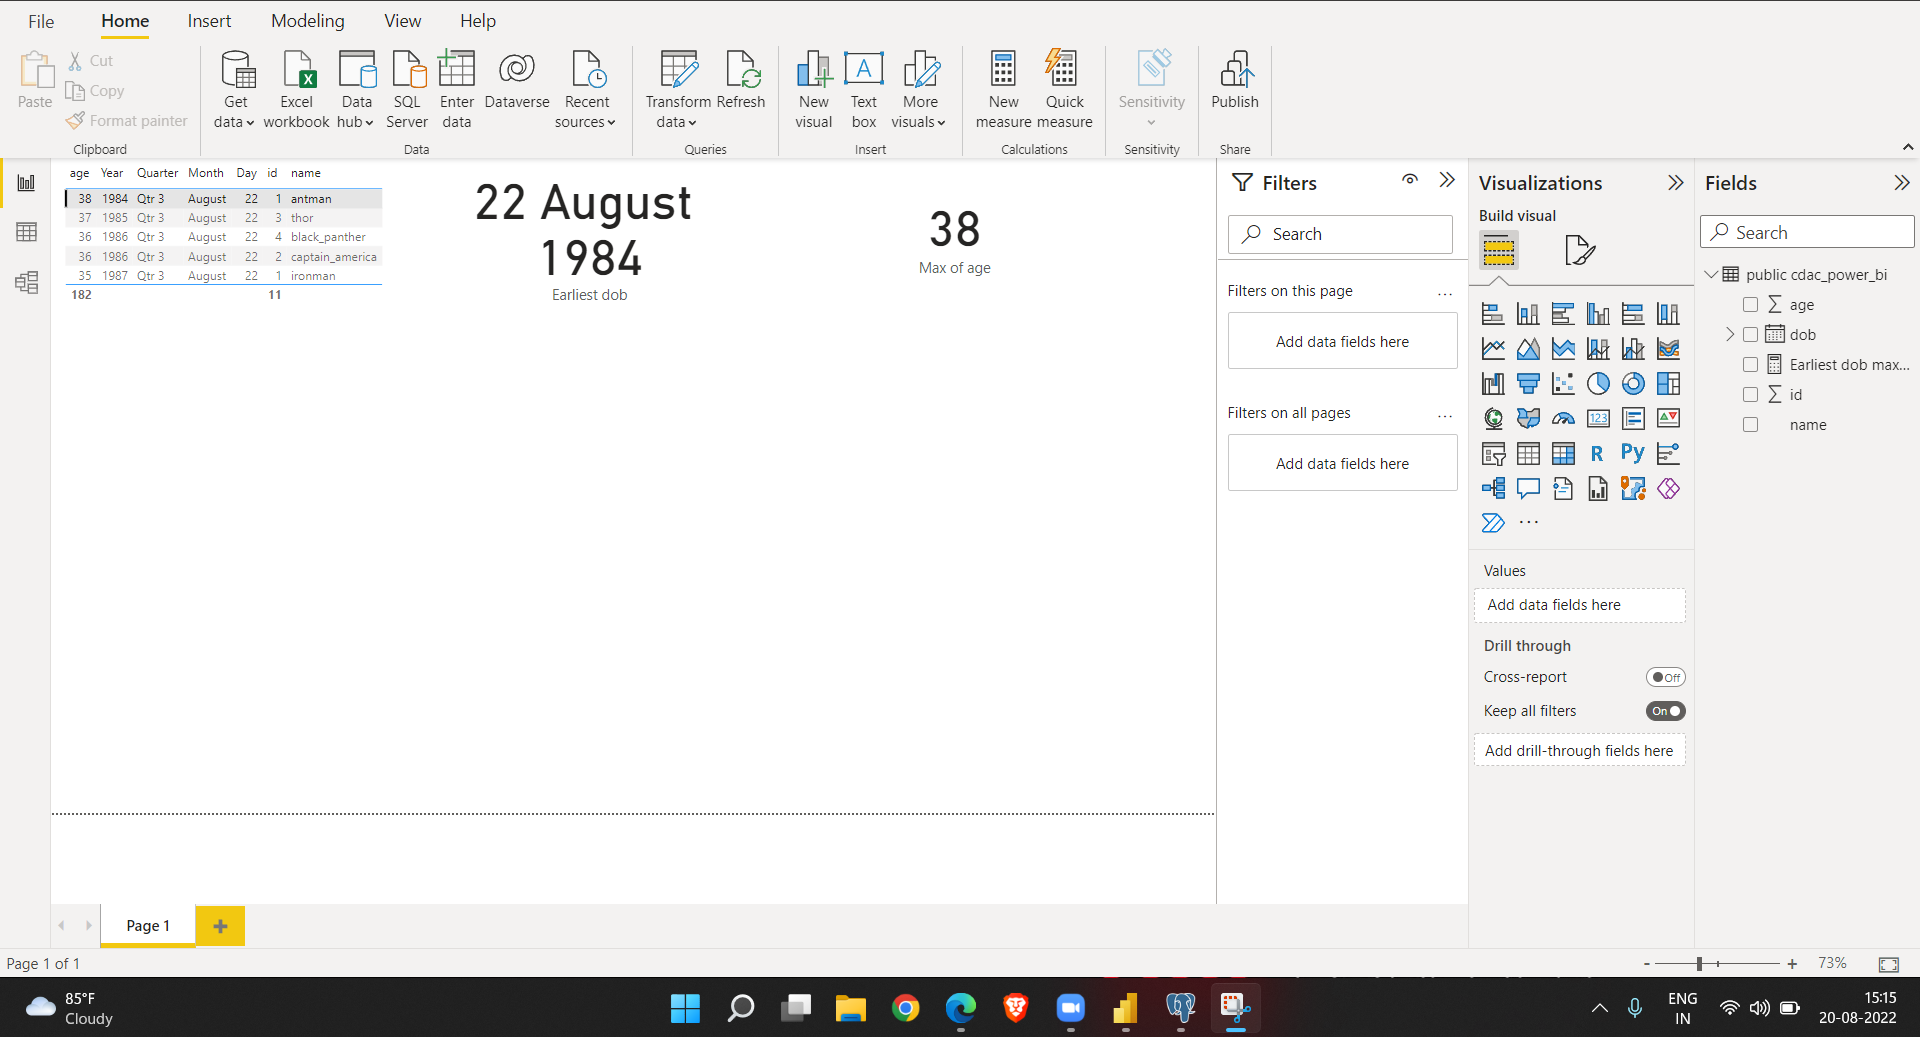 File Home Insert Modeling View Help
Paste
Cut
Copy
Format painter
Clipboard
Get data
Excel workbook
Data hub
SQL Server
Enter data
Dataverse
Recent sources
Data
Transform data
Refresh
Queries
New visual
Text box
More visuals
Insert
New measure
Quick measure
Calculations
Sensitivity
Sensitivity
Publish
Share
age Year Quarter Month Day id name
38 1984 Qtr 3 August 22 1 antman
37 1985 Qtr 3 August 22 3 thor
36 1986 Qtr 3 August 22 4 black_panther
36 1986 Qtr 3 August 22 2 captain_america
35 1987 Qtr 3 August 22 1 ironman
182 11
22 August
1984
Earliest dob
38
Max of age
Filters
Search
Filters on this page ...
Add data fields here
Filters on all pages ...
Add data fields here
Visualizations
Build visual
123
R Py
...
Values
Add data fields here
Drill through
Cross-report Off
Keep all filters On
Add drill-through fields here
Fields
Search
public cdac_power_bi
age
dob
Earliest dob max...
id
name
Page 1
Page 1 of 1
- + 73%
85°F
Cloudy
ENG
IN
15:15
20-08-2022